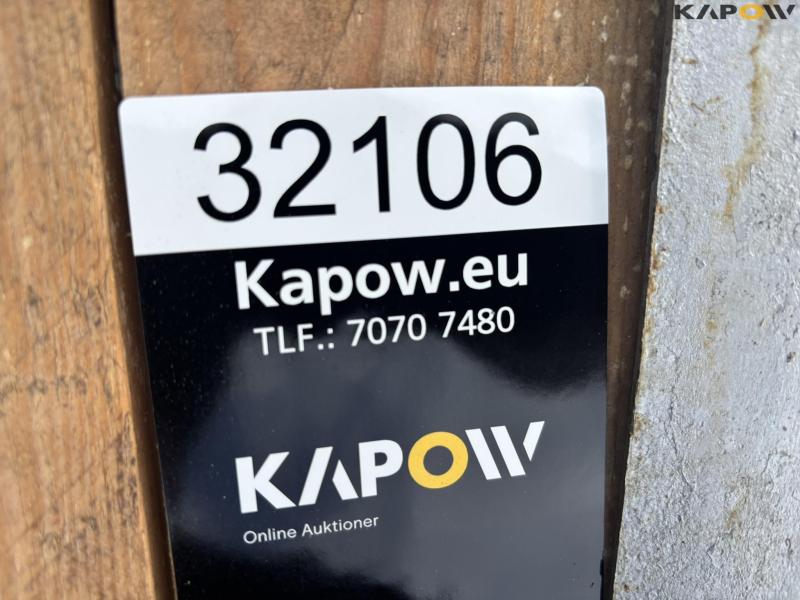 KAPOW
32106
Kapow.eu
TLF.: 7070 7480
KAPOW
Online Auktioner